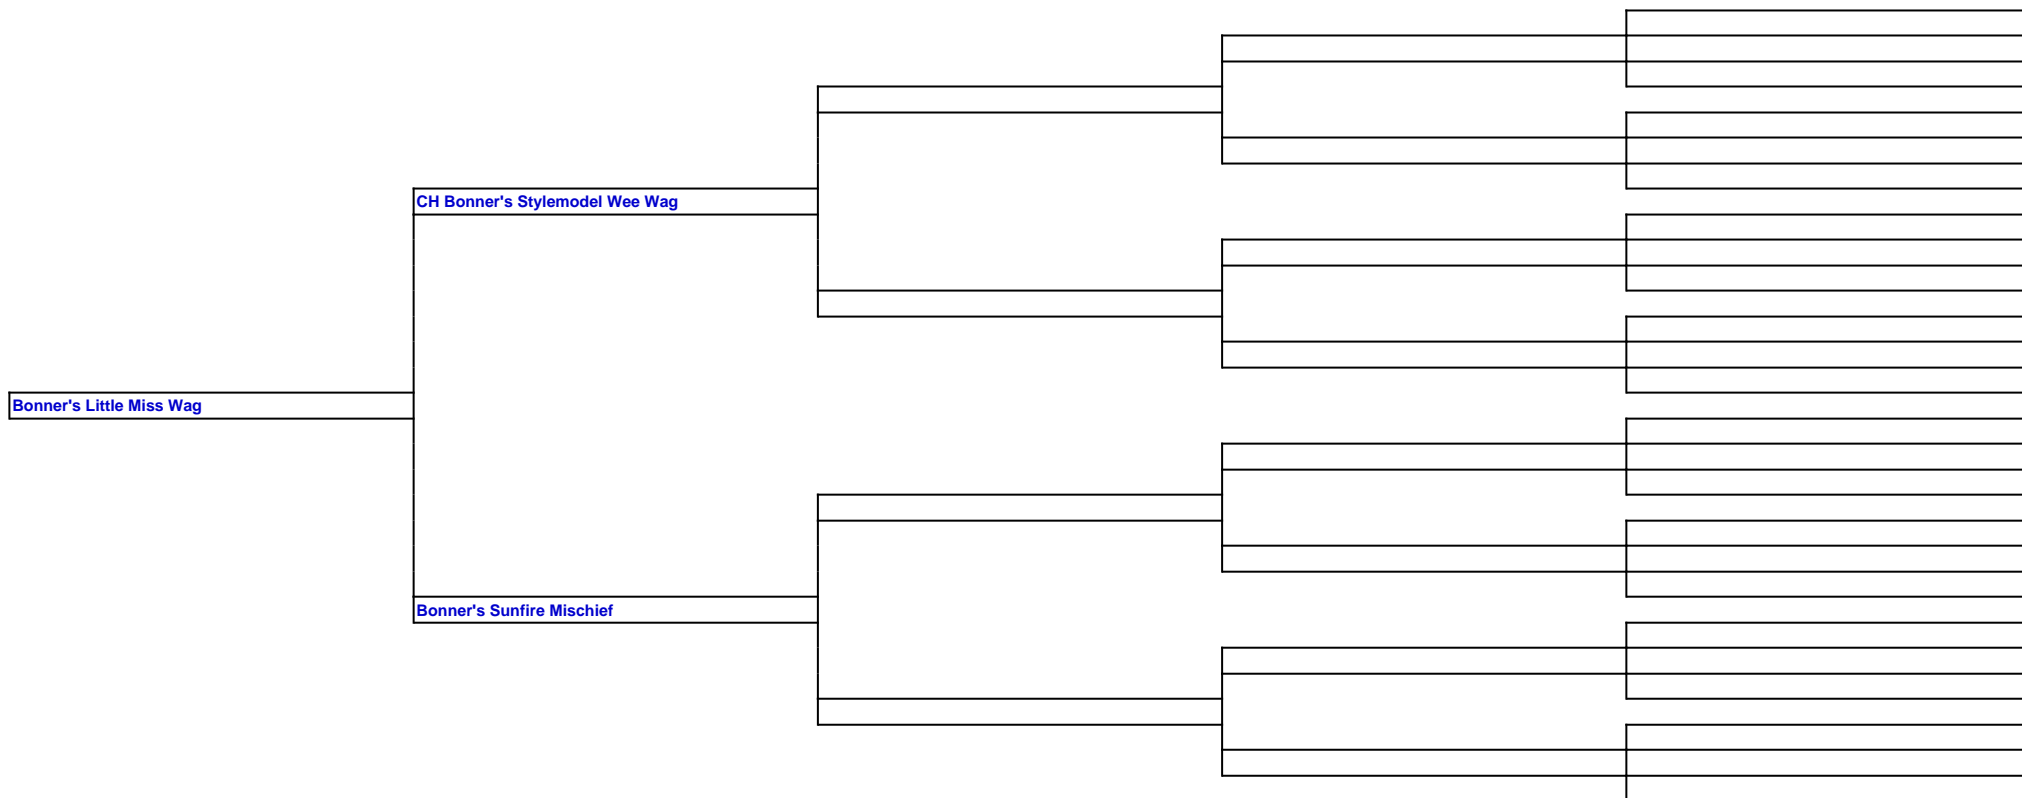 CH Bonner's Stylemodel Wee Wag
Bonner's Little Miss Wag
Bonner's Sunfire Mischief